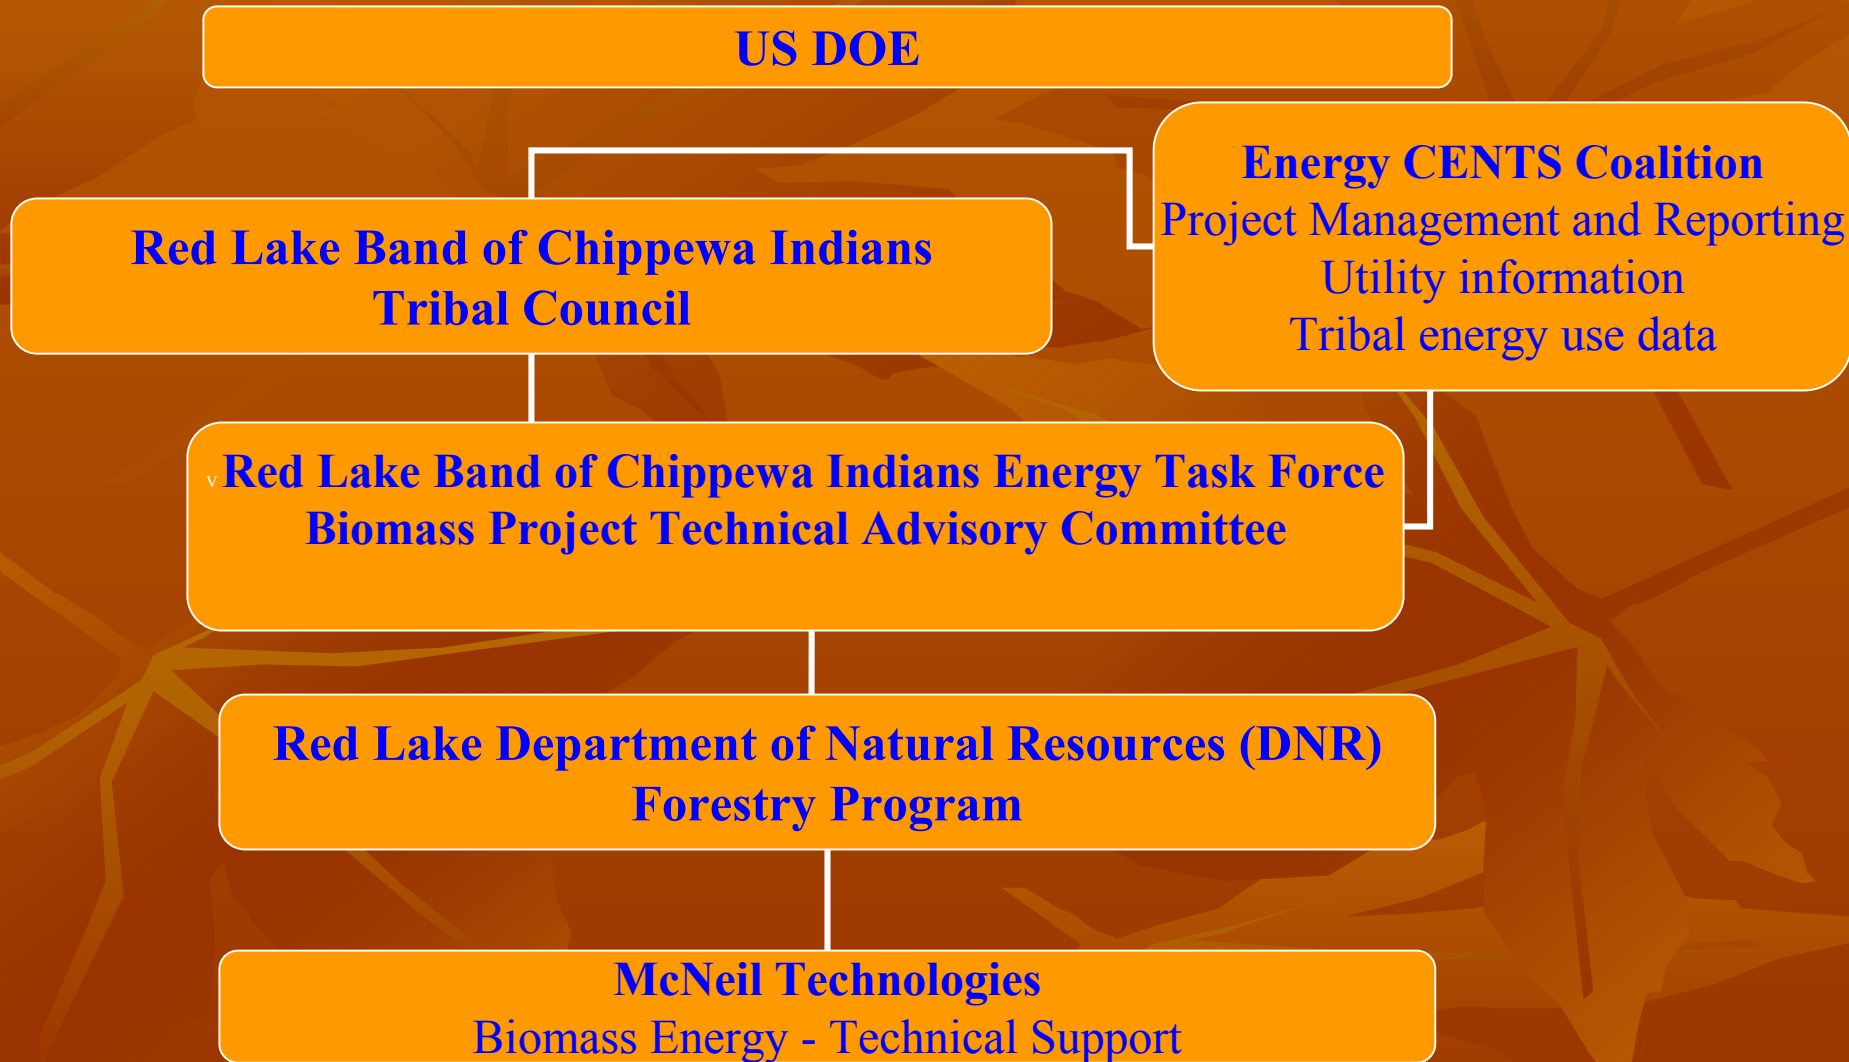 US DOE
Energy CENTS Coalition
Project Management and Reporting
Utility information
Tribal energy use data
Red Lake Band of Chippewa Indians
Tribal Council
v Red Lake Band of Chippewa Indians Energy Task Force
Biomass Project Technical Advisory Committee
Red Lake Department of Natural Resources (DNR)
Forestry Program
McNeil Technologies
Biomass Energy - Technical Support